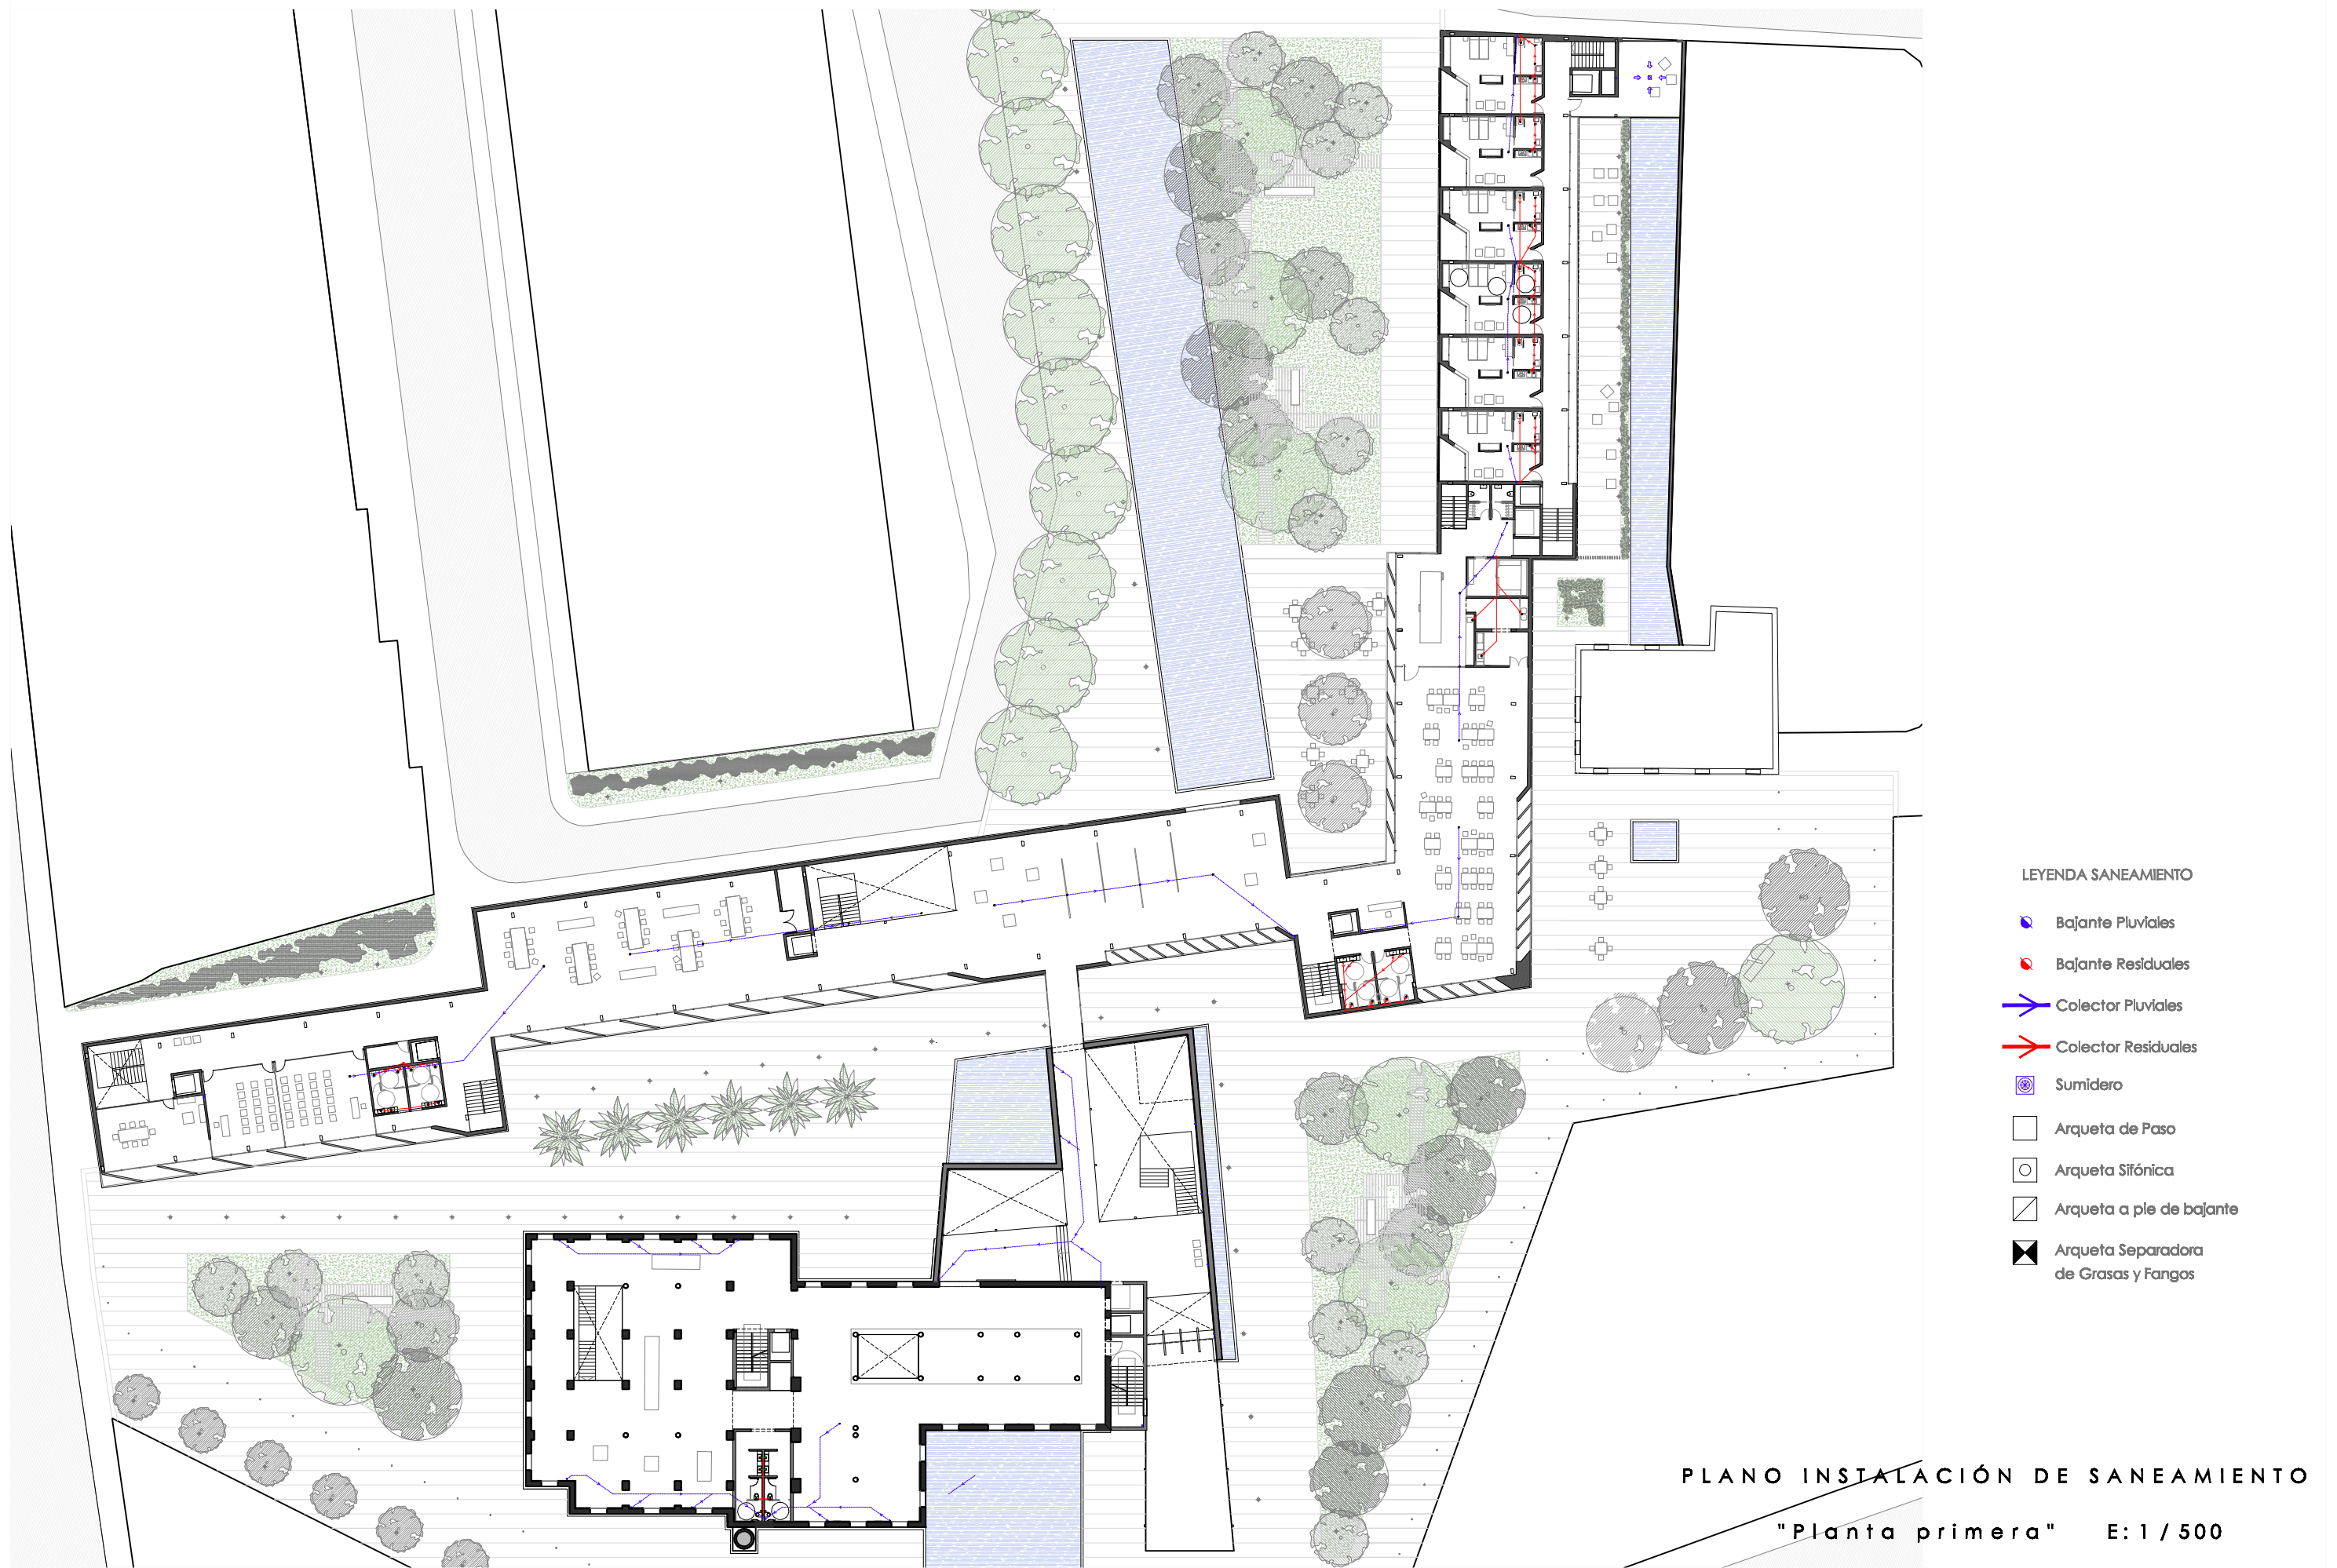 LEYENDA SANEAMIENTO
Bajante Pluviales
Bajante Residuales
Colector Pluviales
Colector Residuales
Sumidero
Arqueta de Paso
Arqueta Sifónica
Arqueta a pie de bajante
Arqueta Separadora
de Grasas y Fangos
PLANO INSTALACIÓN DE SANEAMIENTO
"Planta primera" E: 1 / 500